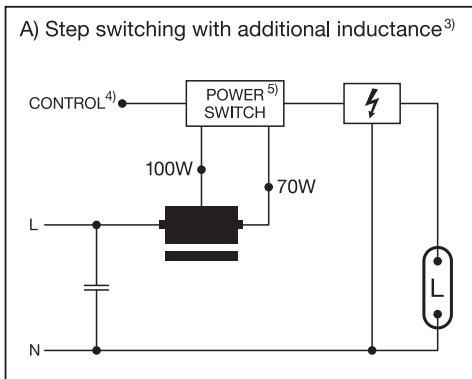 A) Step switching with additional inductance3)
CONTROL4)
POWER5)
SWITCH
100W
70W
L
L
N